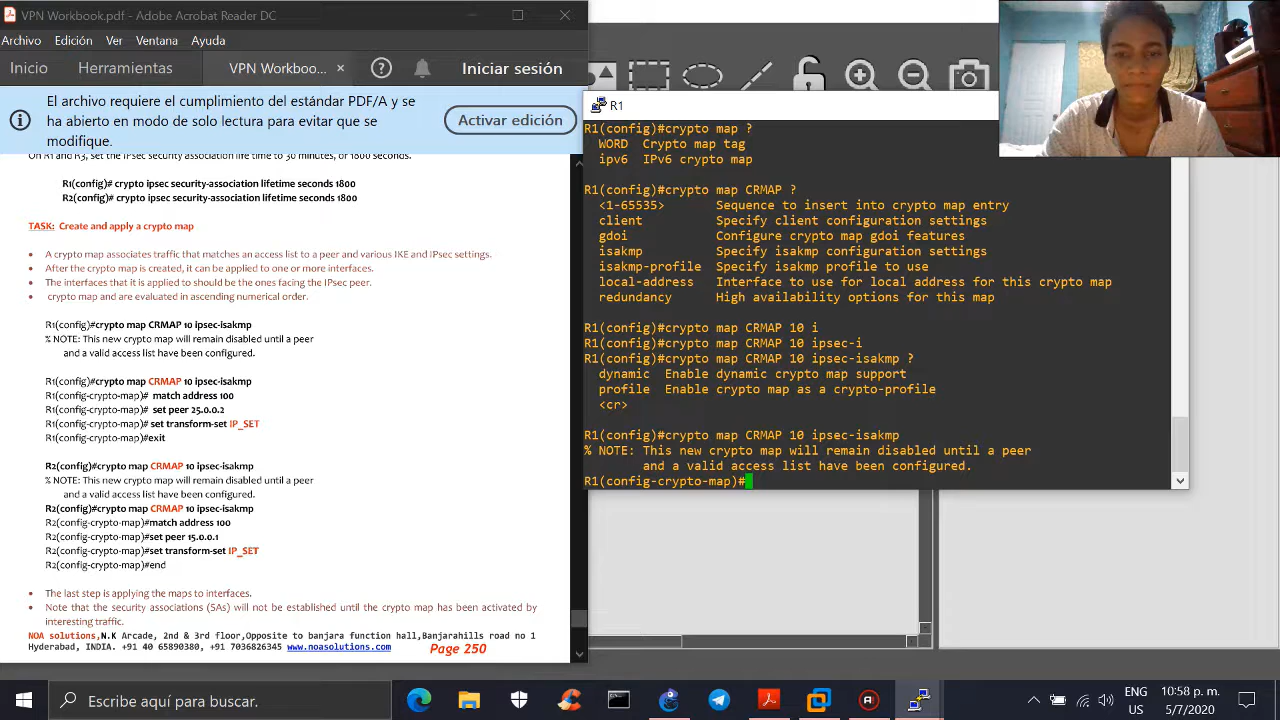 VPN Workbook.pdf - Adobe Acrobat Reader DC
Archivo Edición Ver Ventana Ayuda
Inicio Herramientas VPN Workboo... × Iniciar sesión
El archivo requiere el cumplimiento del estándar PDF/A y se
ha abierto en modo de solo lectura para evitar que se
modifique.
Activar edición
On R1 and R3, set the IPsec security association life time to 30 minutes, or 1800 seconds.
R1(config)# crypto ipsec security-association lifetime seconds 1800
R2(config)# crypto ipsec security-association lifetime seconds 1800
TASK: Create and apply a crypto map
• A crypto map associates traffic that matches an access list to a peer and various IKE and IPsec settings.
• After the crypto map is created, it can be applied to one or more interfaces.
• The interfaces that it is applied to should be the ones facing the IPsec peer.
• crypto map and are evaluated in ascending numerical order.
R1(config)#crypto map CRMAP 10 ipsec-isakmp
% NOTE: This new crypto map will remain disabled until a peer
and a valid access list have been configured.
R1(config)#crypto map CRMAP 10 ipsec-isakmp
R1(config-crypto-map)# match address 100
R1(config-crypto-map)# set peer 25.0.0.2
R1(config-crypto-map)# set transform-set IP_SET
R1(config-crypto-map)#exit
R2(config)#crypto map CRMAP 10 ipsec-isakmp
% NOTE: This new crypto map will remain disabled until a peer
and a valid access list have been configured.
R2(config)#crypto map CRMAP 10 ipsec-isakmp
R2(config-crypto-map)#match address 100
R2(config-crypto-map)#set peer 15.0.0.1
R2(config-crypto-map)#set transform-set IP_SET
R2(config-crypto-map)#end
• The last step is applying the maps to interfaces.
• Note that the security associations (SAs) will not be established until the crypto map has been activated by
interesting traffic.
NOA solutions,N.K Arcade, 2nd & 3rd floor,Opposite to banjara function hall,Banjarahills road no 1
Hyderabad, INDIA. +91 40 65890380, +91 7036826345 www.noasolutions.com Page 250
R1
R1(config)#crypto map ?
WORD Crypto map tag
ipv6 IPv6 crypto map
R1(config)#crypto map CRMAP ?
<1-65535> Sequence to insert into crypto map entry
client Specify client configuration settings
gdoi Configure crypto map gdoi features
isakmp Specify isakmp configuration settings
isakmp-profile Specify isakmp profile to use
local-address Interface to use for local address for this crypto map
redundancy High availability options for this map
R1(config)#crypto map CRMAP 10 i
R1(config)#crypto map CRMAP 10 ipsec-i
R1(config)#crypto map CRMAP 10 ipsec-isakmp ?
dynamic Enable dynamic crypto map support
profile Enable crypto map as a crypto-profile
<cr>
R1(config)#crypto map CRMAP 10 ipsec-isakmp
% NOTE: This new crypto map will remain disabled until a peer
and a valid access list have been configured.
R1(config-crypto-map)#
Escribe aquí para buscar.
ENG
US
10:58 p. m.
5/7/2020